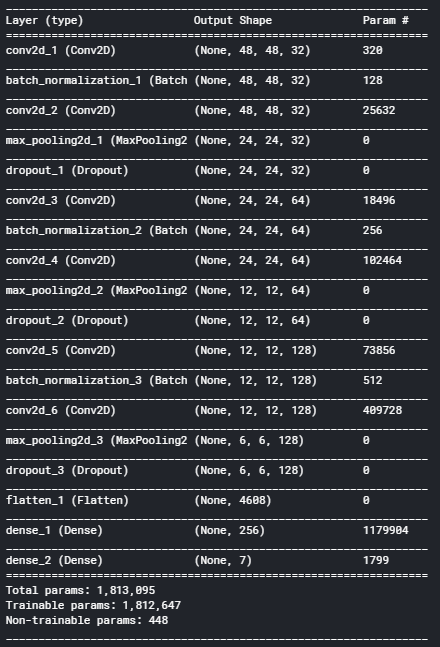 Layer (type) Output Shape Param #
conv2d_1 (Conv2D) (None, 48, 48, 32) 320
batch_normalization_1 (Batch (None, 48, 48, 32) 128
conv2d_2 (Conv2D) (None, 48, 48, 32) 25632
max_pooling2d_1 (MaxPooling2 (None, 24, 24, 32) 0
dropout_1 (Dropout) (None, 24, 24, 32) 0
conv2d_3 (Conv2D) (None, 24, 24, 64) 18496
batch_normalization_2 (Batch (None, 24, 24, 64) 256
conv2d_4 (Conv2D) (None, 24, 24, 64) 102464
max_pooling2d_2 (MaxPooling2 (None, 12, 12, 64) 0
dropout_2 (Dropout) (None, 12, 12, 64) 0
conv2d_5 (Conv2D) (None, 12, 12, 128) 73856
batch_normalization_3 (Batch (None, 12, 12, 128) 512
conv2d_6 (Conv2D) (None, 12, 12, 128) 409728
max_pooling2d_3 (MaxPooling2 (None, 6, 6, 128) 0
dropout_3 (Dropout) (None, 6, 6, 128) 0
flatten_1 (Flatten) (None, 4608) 0
dense_1 (Dense) (None, 256) 1179904
dense_2 (Dense) (None, 7) 1799
Total params: 1,813,095
Trainable params: 1,812,647
Non-trainable params: 448